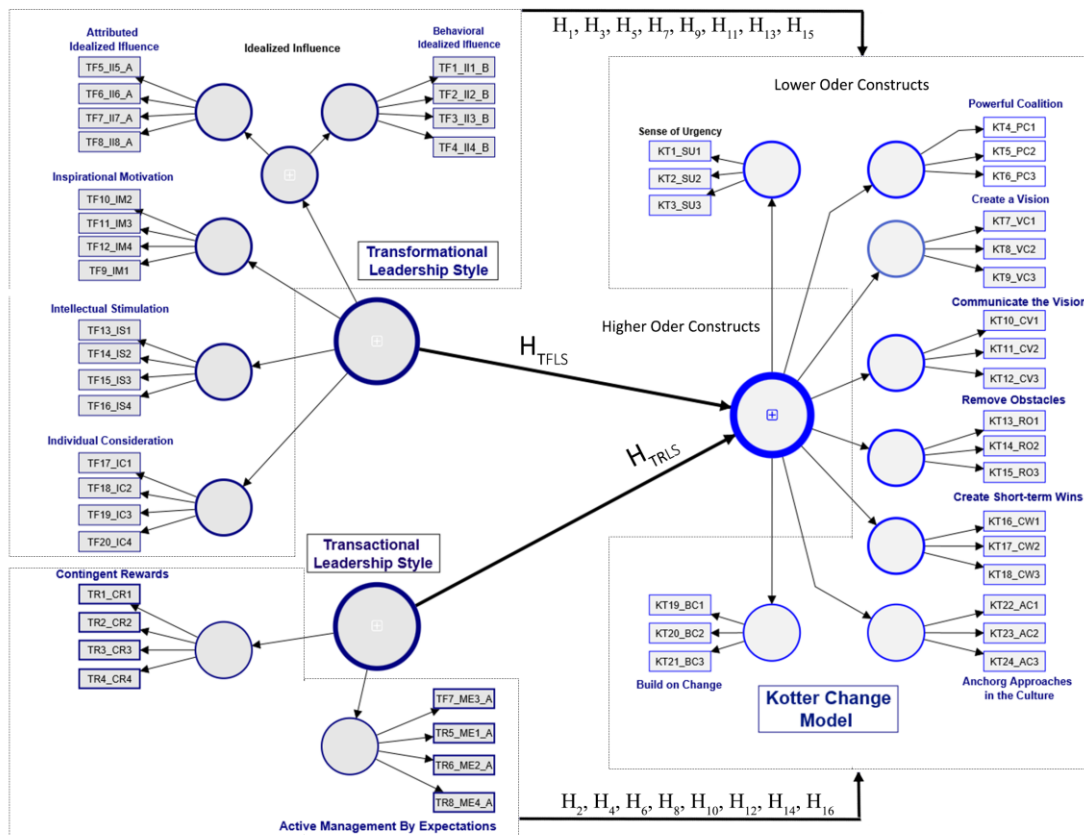 H1, H3, H5, H7, H9, H11, H13, H15
Attributed
Idealized Ifluence
TF5_II5_A
TF6_II6_A
TF7_II7_A
TF8_II8_A
Idealized Influence
Behavioral
Idealized Ifluence
TF1_II1_B
TF2_II2_B
TF3_II3_B
TF4_II4_B
Inspirational Motivation
TF10_IM2
TF11_IM3
TF12_IM4
TF9_IM1
Transformational
Leadership Style
Intellectual Stimulation
TF13_IS1
TF14_IS2
TF15_IS3
TF16_IS4
Individual Consideration
TF17_IC1
TF18_IC2
TF19_IC3
TF20_IC4
Transactional
Leadership Style
Contingent Rewards
TR1_CR1
TR2_CR2
TR3_CR3
TR4_CR4
TF7_ME3_A
TR5_ME1_A
TR6_ME2_A
TR8_ME4_A
Active Management By Expectations
HTFLS
HTRLS
Lower Oder Constructs
Higher Oder Constructs
Sense of Urgency
KT1_SU1
KT2_SU2
KT3_SU3
Powerful Coalition
KT4_PC1
KT5_PC2
KT6_PC3
Create a Vision
KT7_VC1
KT8_VC2
KT9_VC3
Communicate the Vision
KT10_CV1
KT11_CV2
KT12_CV3
Remove Obstacles
KT13_RO1
KT14_RO2
KT15_RO3
Create Short-term Wins
KT16_CW1
KT17_CW2
KT18_CW3
KT19_BC1
KT20_BC2
KT21_BC3
Build on Change
KT22_AC1
KT23_AC2
KT24_AC3
Anchorg Approaches
in the Culture
Kotter Change
Model
H2, H4, H6, H8, H10, H12, H14, H16